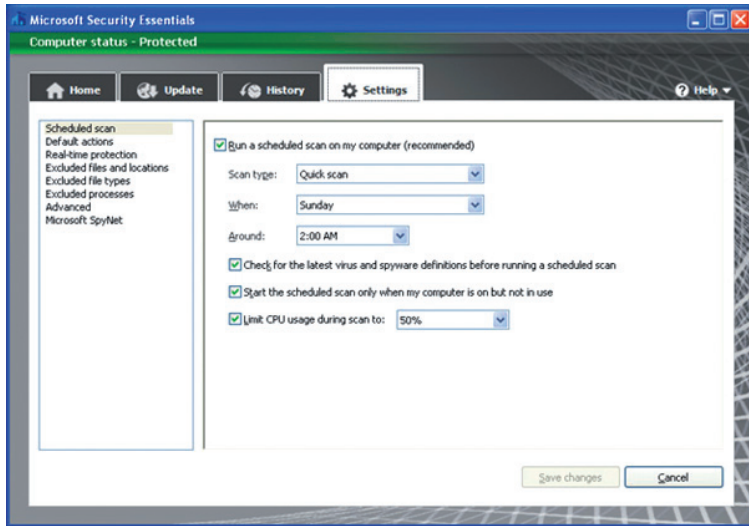 Microsoft Security Essentials
Computer status - Protected
Home
Update
History
Settings
Help
Scheduled scan
Default actions
Real-time protection
Excluded files and locations
Excluded file types
Excluded processes
Advanced
Microsoft SpyNet
Run a scheduled scan on my computer (recommended)
Scan type: Quick scan
When: Sunday
Around: 2:00 AM
Check for the latest virus and spyware definitions before running a scheduled scan
Start the scheduled scan only when my computer is on but not in use
Limit CPU usage during scan to: 50%
Save changes
Cancel